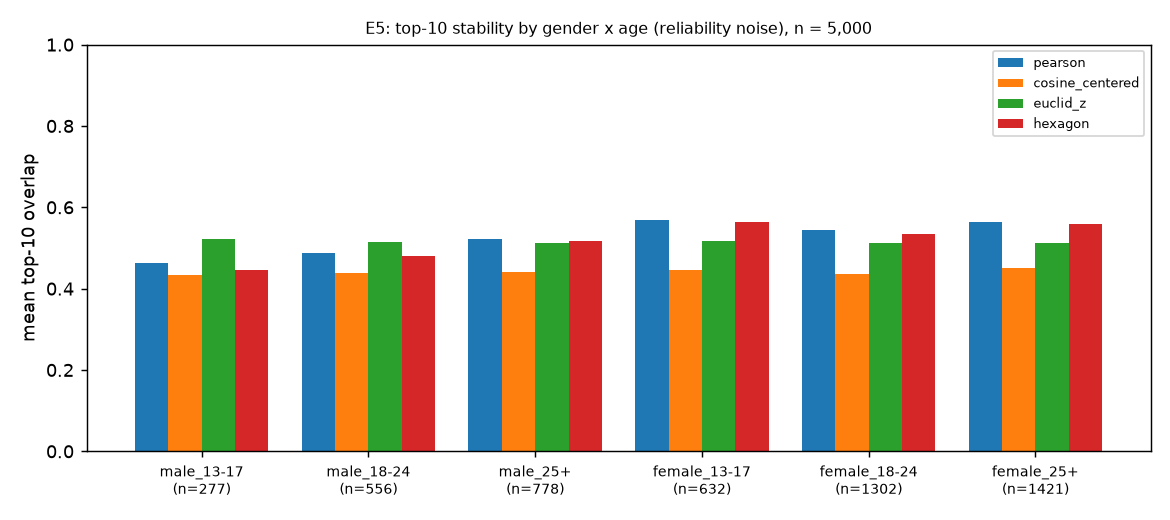 E5: top-10 stability by gender x age (reliability noise), n = 5,000
mean top-10 overlap
1.0
0.8
0.6
0.4
0.2
0.0
pearson
cosine_centered
euclid_z
hexagon
male_13-17
(n=277)
male_18-24
(n=556)
male_25+
(n=778)
female_13-17
(n=632)
female_18-24
(n=1302)
female_25+
(n=1421)